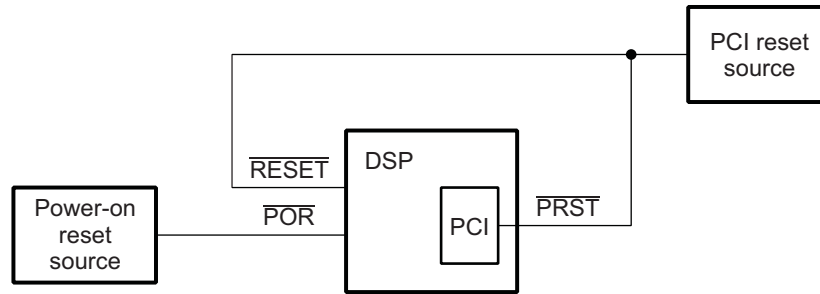 PCI reset
source
RESET
DSP
Power-on
reset
source
POR
PCI
PRST